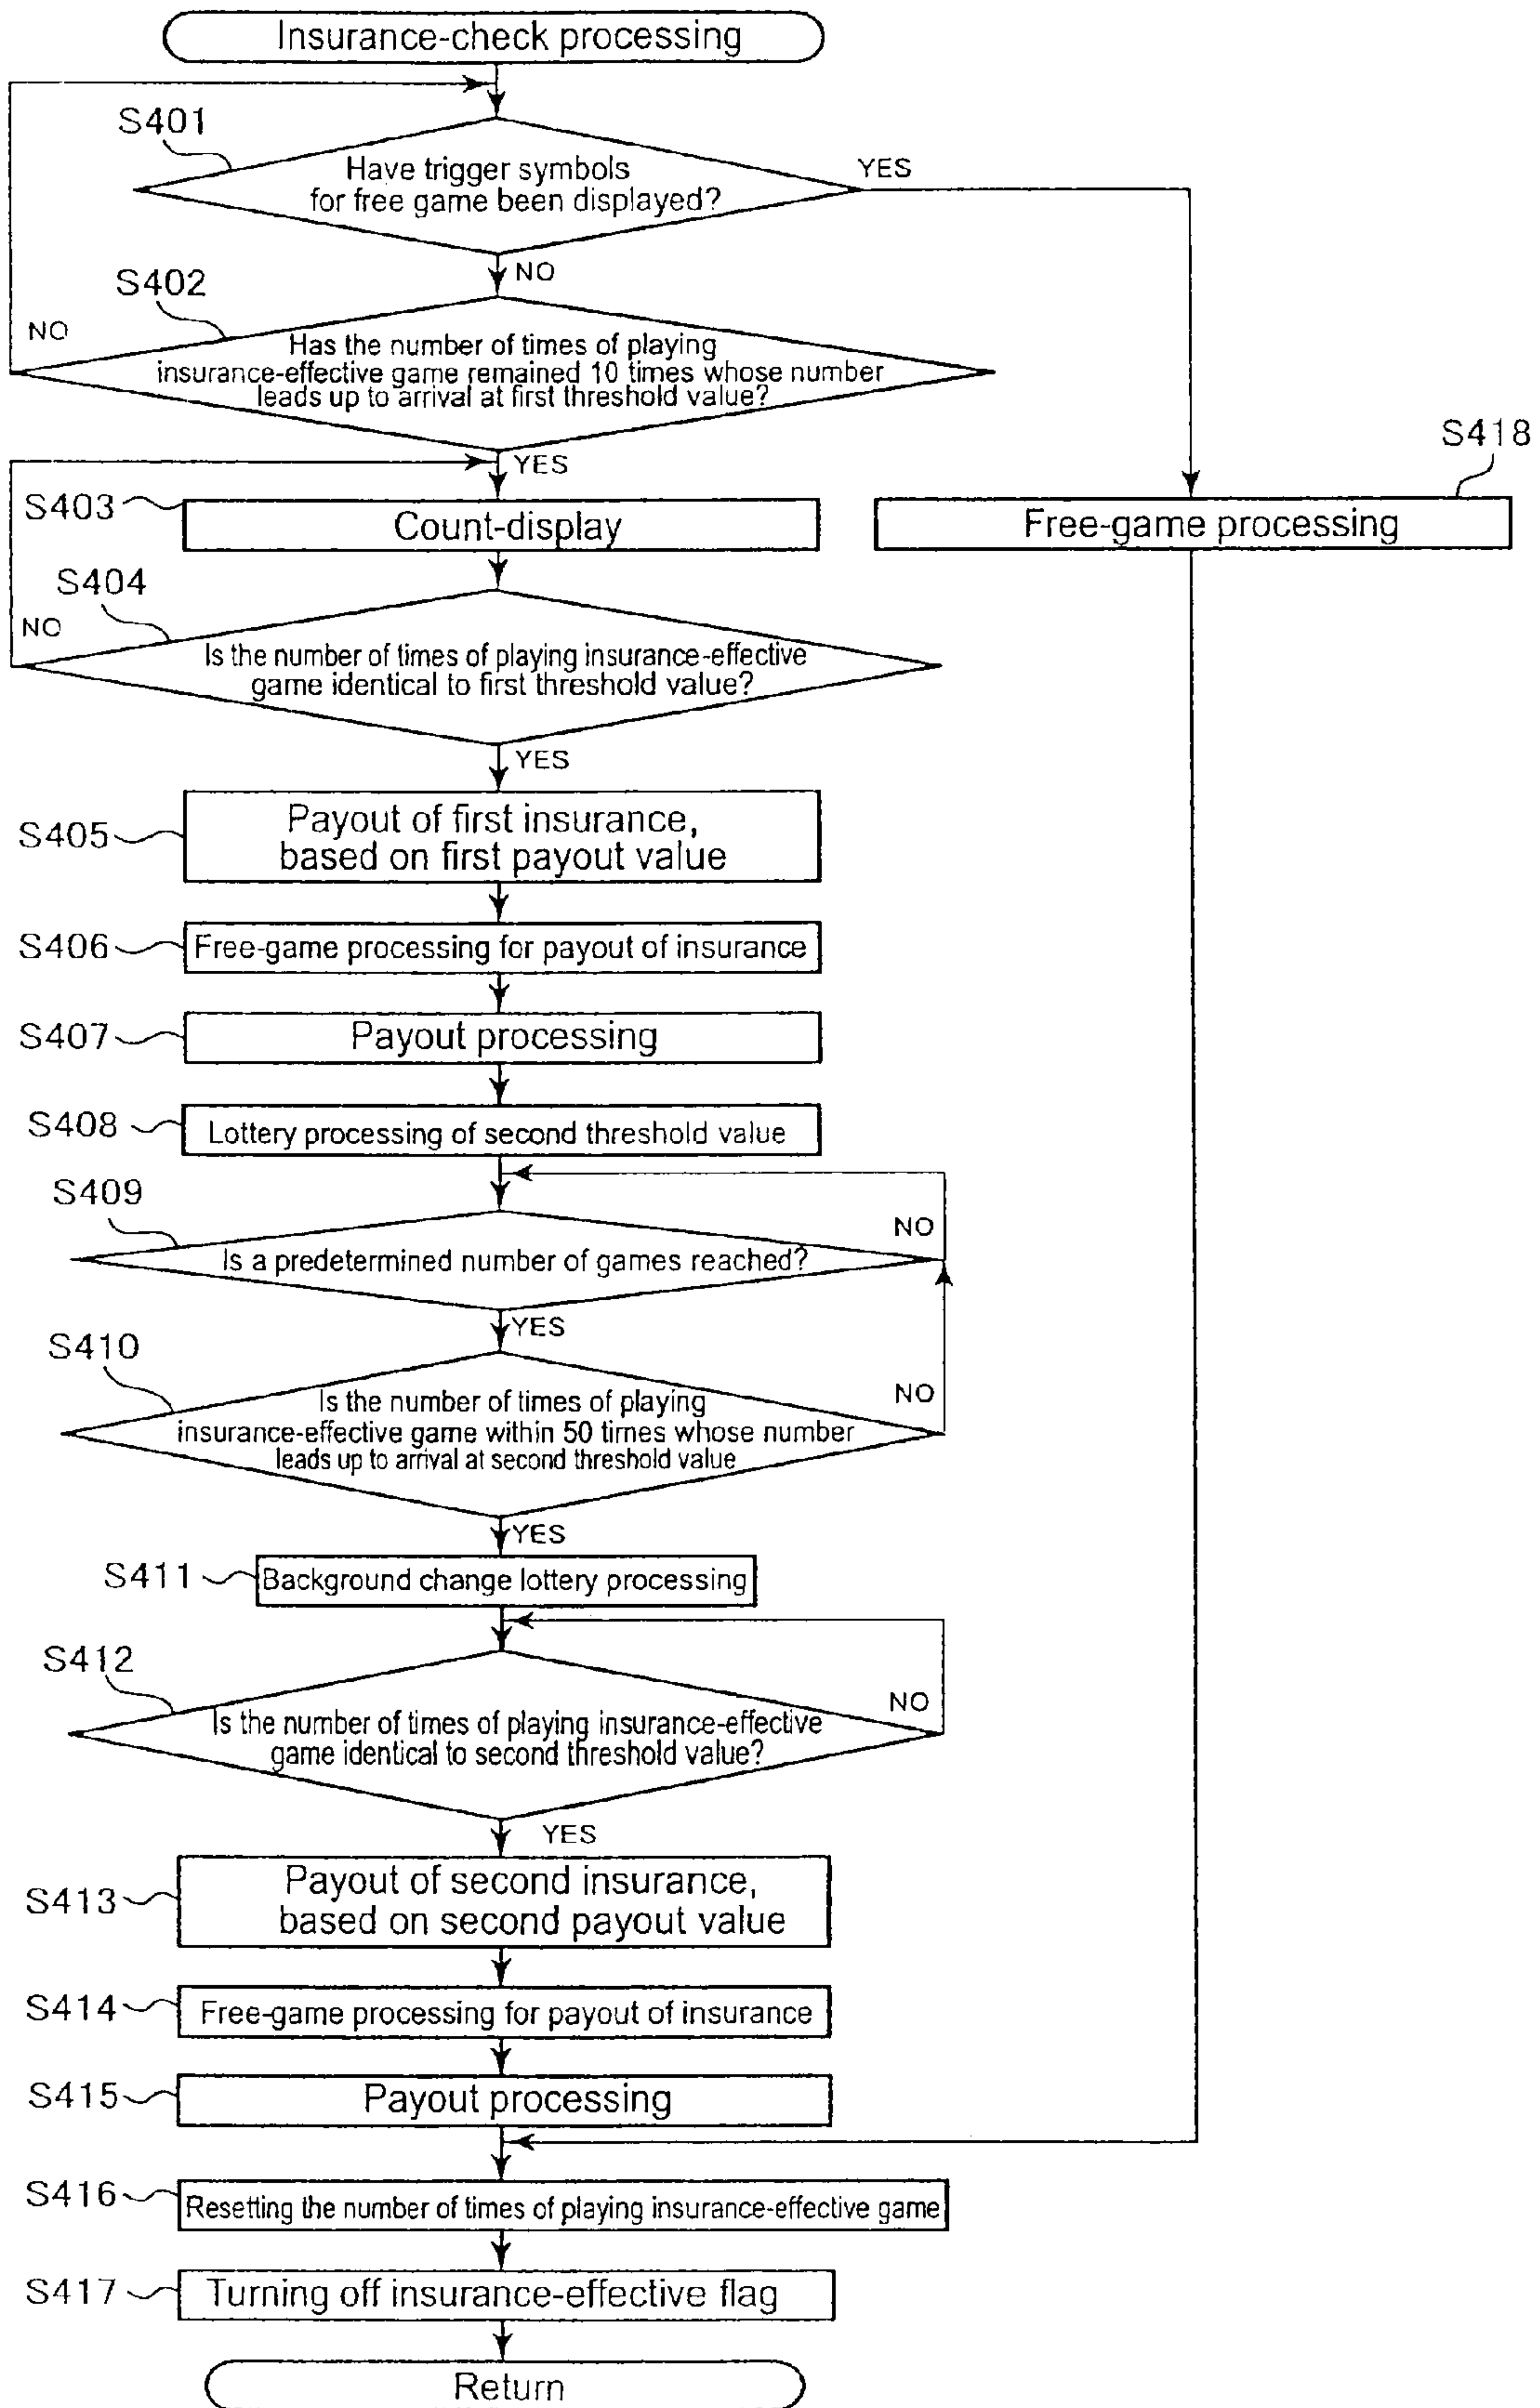 Insurance-check processing
S401
Have trigger symbols
for free game been displayed?
YES
NO
S402
NO
Has the number of times of playing
insurance-effective game remained 10 times whose number
leads up to arrival at first threshold value?
YES
S418
Free-game processing
S403
Count-display
S404
NO
Is the number of times of playing insurance-effective
game identical to first threshold value?
YES
S405
Payout of first insurance,
based on first payout value
S406
Free-game processing for payout of insurance
S407
Payout processing
S408
Lottery processing of second threshold value
S409
NO
Is a predetermined number of games reached?
YES
S410
NO
Is the number of times of playing
insurance-effective game within 50 times whose number
leads up to arrival at second threshold value
YES
S411
Background change lottery processing
S412
NO
Is the number of times of playing insurance-effective
game identical to second threshold value?
YES
S413
Payout of second insurance,
based on second payout value
S414
Free-game processing for payout of insurance
S415
Payout processing
S416
Resetting the number of times of playing insurance-effective game
S417
Turning off insurance-effective flag
Return